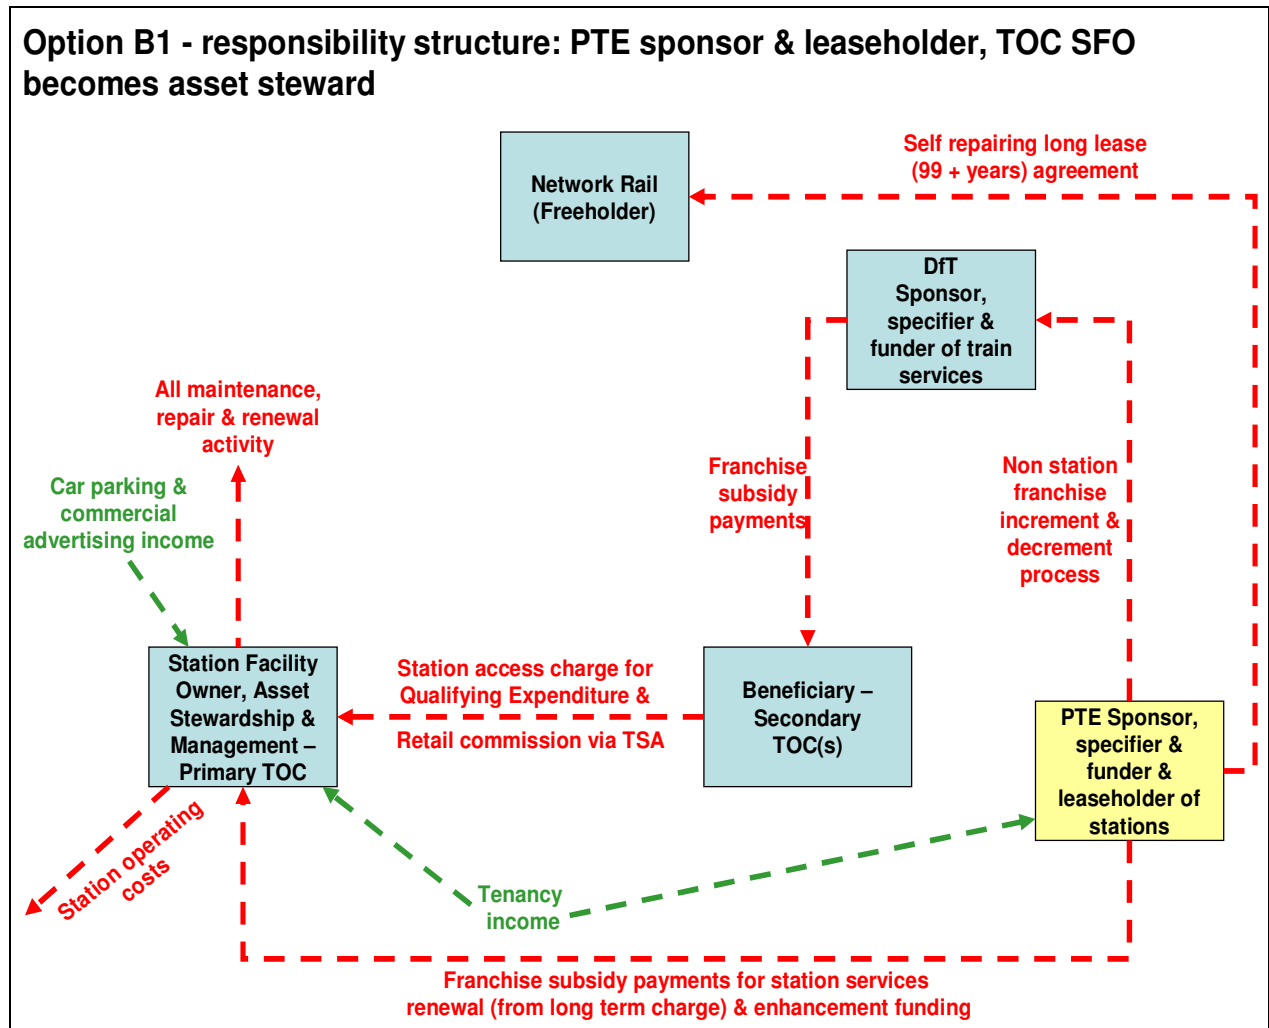 Option B1 - responsibility structure: PTE sponsor & leaseholder, TOC SFO
becomes asset steward
Self repairing long lease
(99 + years) agreement
Network Rail
(Freeholder)
DfT
Sponsor,
specifier &
funder of train
services
All maintenance,
repair & renewal
activity
Car parking &
commercial
advertising income
Franchise
subsidy
payments
Non station
franchise
increment &
decrement
process
Station Facility
Owner, Asset
Stewardship &
Management –
Primary TOC
Station access charge for
Qualifying Expenditure &
Retail commission via TSA
Beneficiary –
Secondary
TOC(s)
PTE Sponsor,
specifier &
funder &
leaseholder of
stations
Station operating
costs
Tenancy
income
Franchise subsidy payments for station services
renewal (from long term charge) & enhancement funding